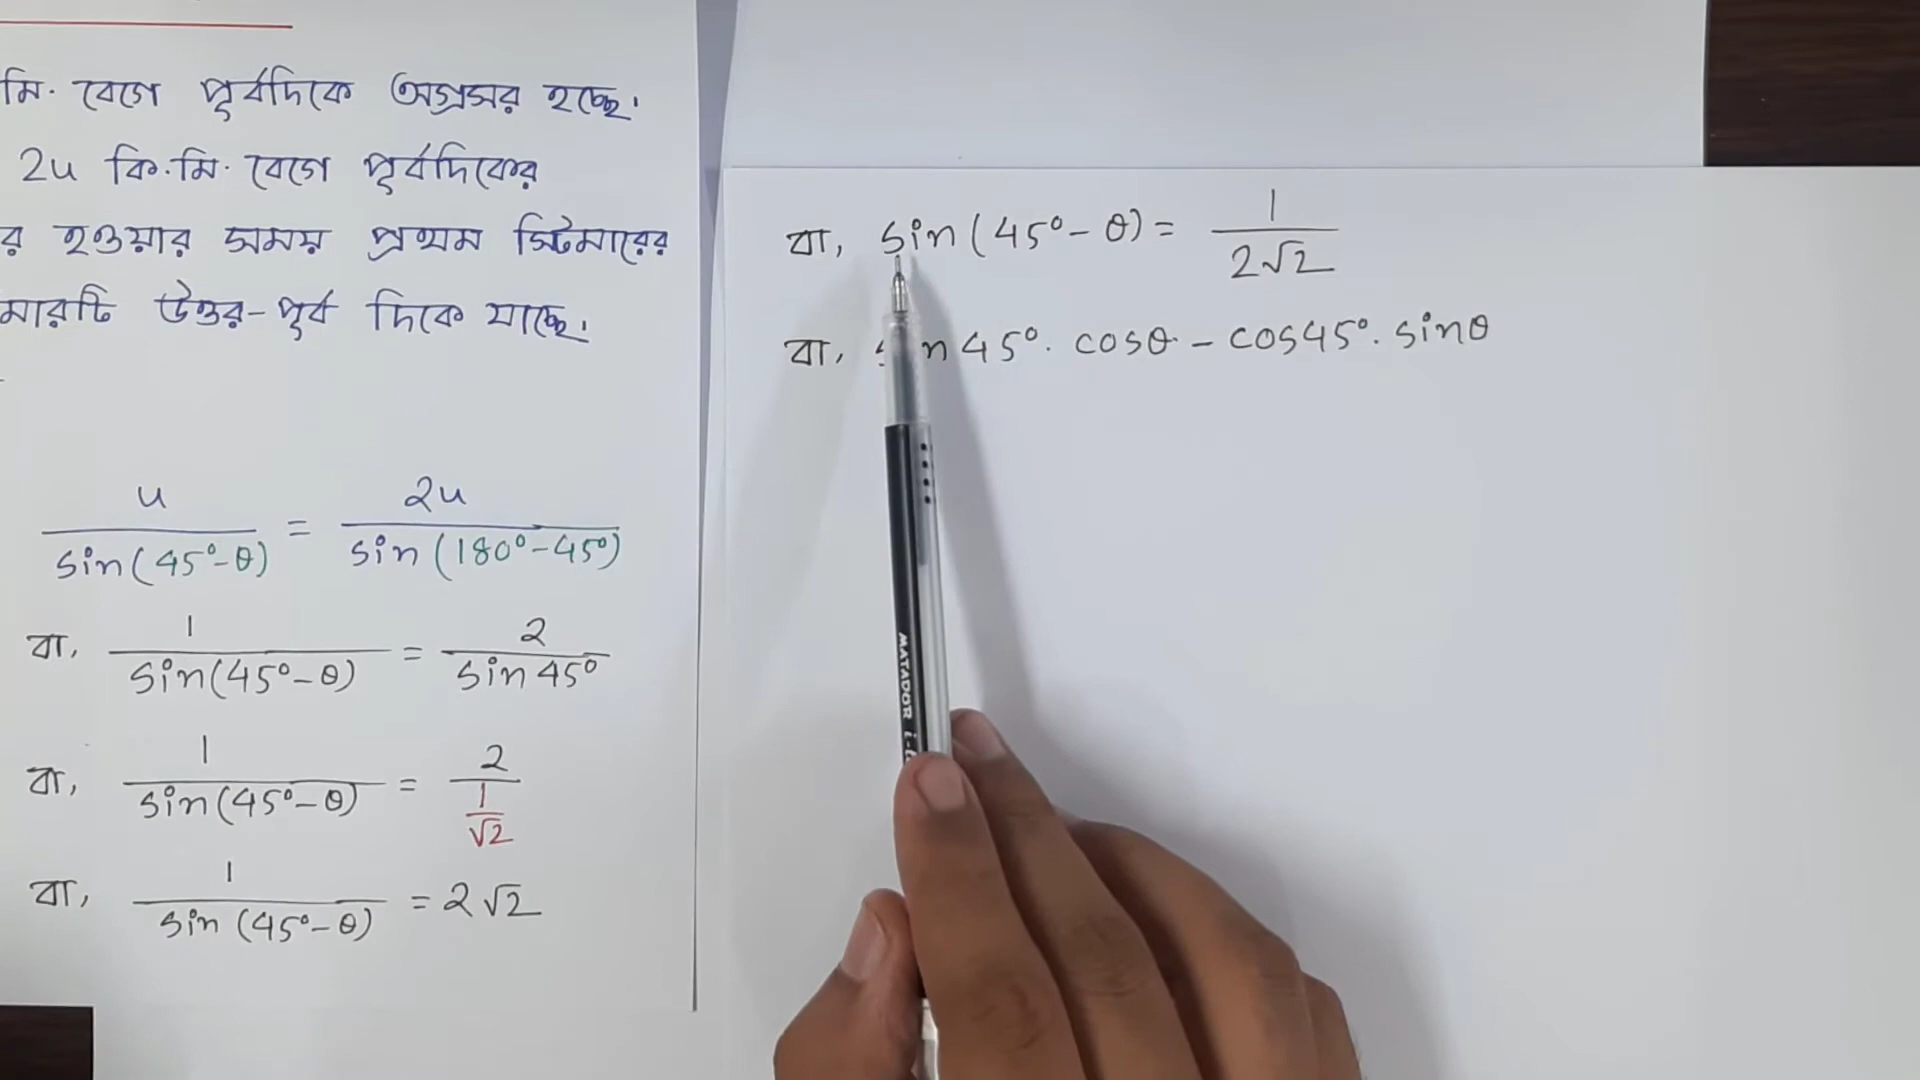 মি. বেগে পূর্বদিকে অগ্রসর হচ্ছে।
2u কি.মি. বেগে পূর্বদিকের
র হওয়ার সময় প্রথম স্টিমারের
মারটি উত্তর-পূর্ব দিকে যাচ্ছে।
u/sin(45°-θ) = 2u/sin(180°-45°)
বা, 1/sin(45°-θ) = 2/sin45°
বা, 1/sin(45°-θ) = 2/(1/√2)
বা, 1/sin(45°-θ) = 2√2
বা, sin(45°-θ) = 1/2√2
বা, sin45°. cosθ - cos45°. sinθ
MATADOR i-